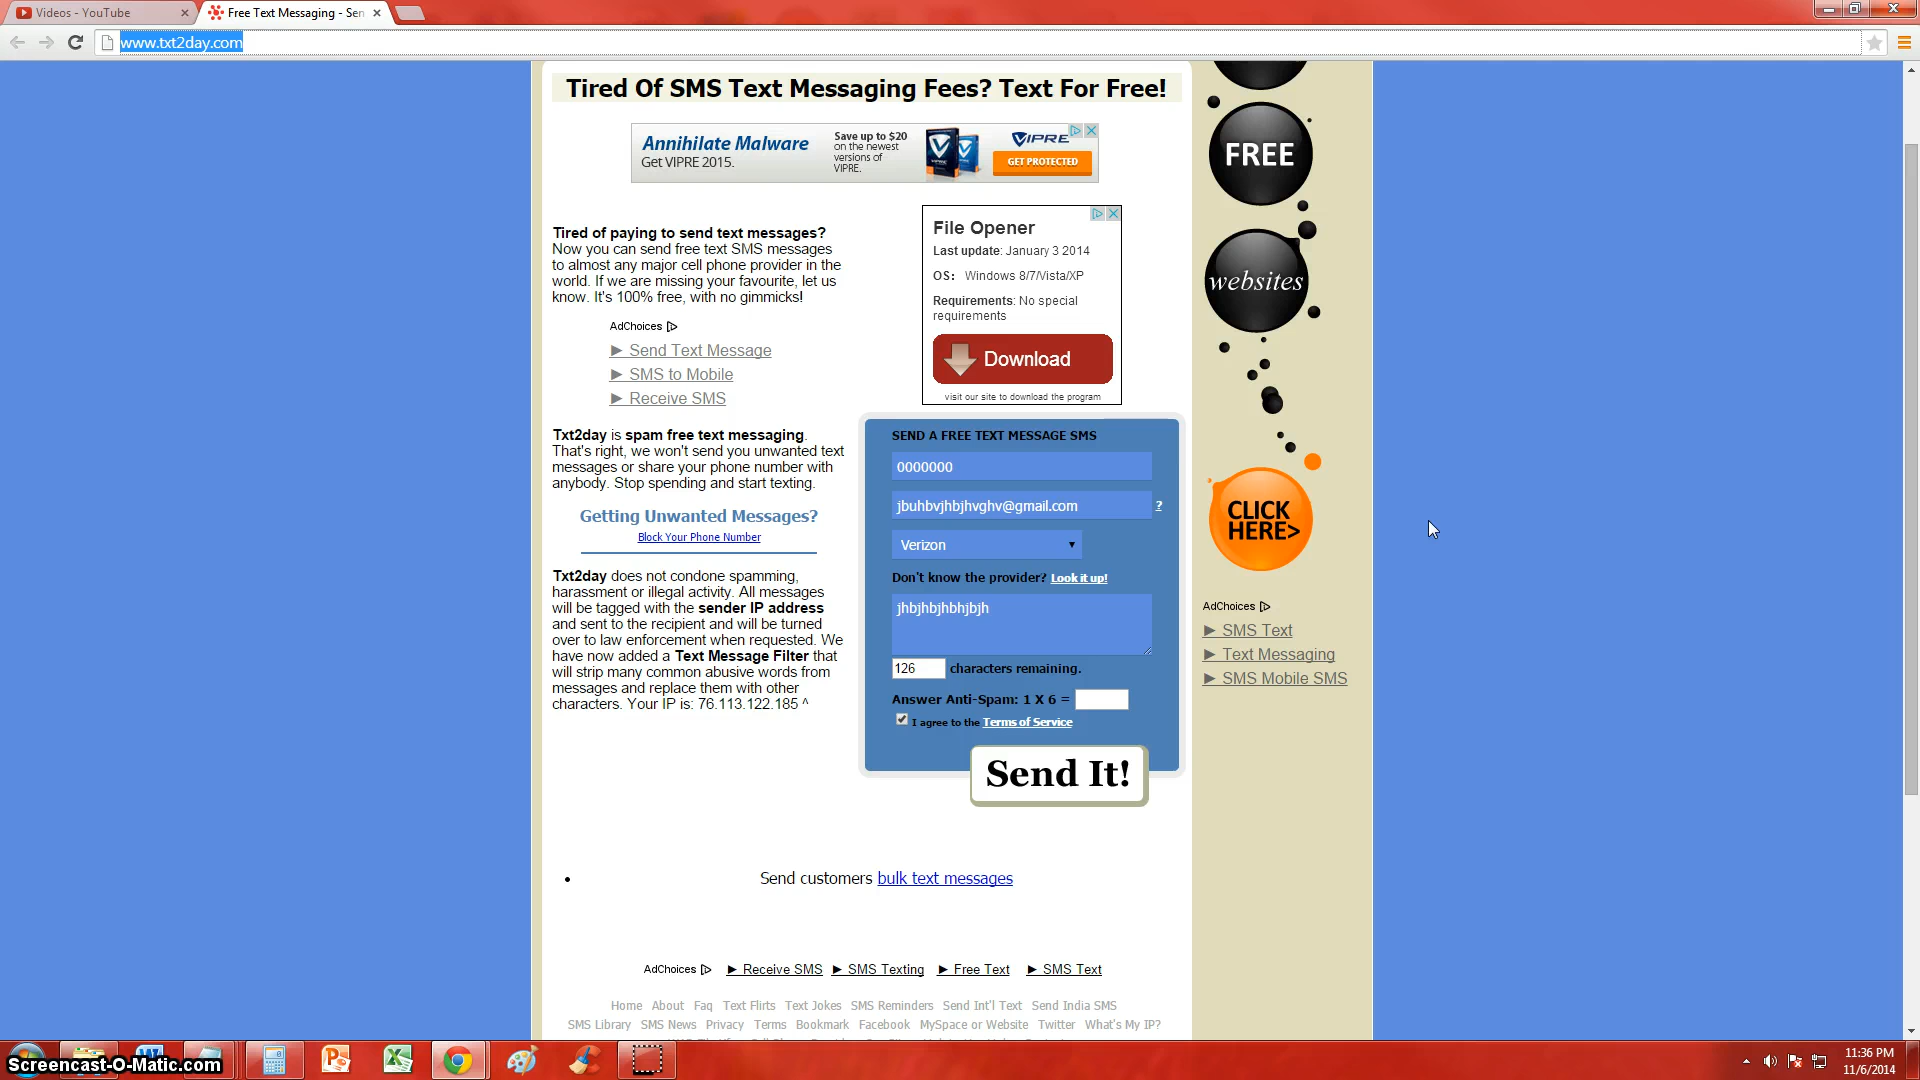 Videos - YouTube
Free Text Messaging - Sen
www.txt2day.com
Tired Of SMS Text Messaging Fees? Text For Free!
Annihilate Malware
Get VIPRE 2015.
Save up to $20
on the newest
versions of
VIPRE.
VIPRE
GET PROTECTED
Tired of paying to send text messages?
Now you can send free text SMS messages
to almost any major cell phone provider in the
world. If we are missing your favourite, let us
know. It's 100% free, with no gimmicks!
AdChoices
► Send Text Message
► SMS to Mobile
► Receive SMS
File Opener
Last update: January 3 2014
OS: Windows 8/7/Vista/XP
Requirements: No special
requirements
Download
visit our site to download the program
Txt2day is spam free text messaging.
That's right, we won't send you unwanted text
messages or share your phone number with
anybody. Stop spending and start texting.
Getting Unwanted Messages?
Block Your Phone Number
Txt2day does not condone spamming,
harassment or illegal activity. All messages
will be tagged with the sender IP address
and sent to the recipient and will be turned
over to law enforcement when requested. We
have now added a Text Message Filter that
will strip many common abusive words from
messages and replace them with other
characters. Your IP is: 76.113.122.185 ^
SEND A FREE TEXT MESSAGE SMS
0000000
jbuhbvjhbjhvghv@gmail.com ?
Verizon
Don't know the provider? Look it up!
jhbjhbjhbhjbjh
126 characters remaining.
Answer Anti-Spam: 1 X 6 =
I agree to the Terms of Service
Send It!
FREE
websites
CLICK
HERE>
AdChoices
► SMS Text
► Text Messaging
► SMS Mobile SMS
• Send customers bulk text messages
AdChoices ► Receive SMS ► SMS Texting ► Free Text ► SMS Text
Home About Faq Text Flirts Text Jokes SMS Reminders Send Int'l Text Send India SMS
SMS Library SMS News Privacy Terms Bookmark Facebook MySpace or Website Twitter What's My IP?
Screencast-O-Matic.com
11:36 PM
11/6/2014